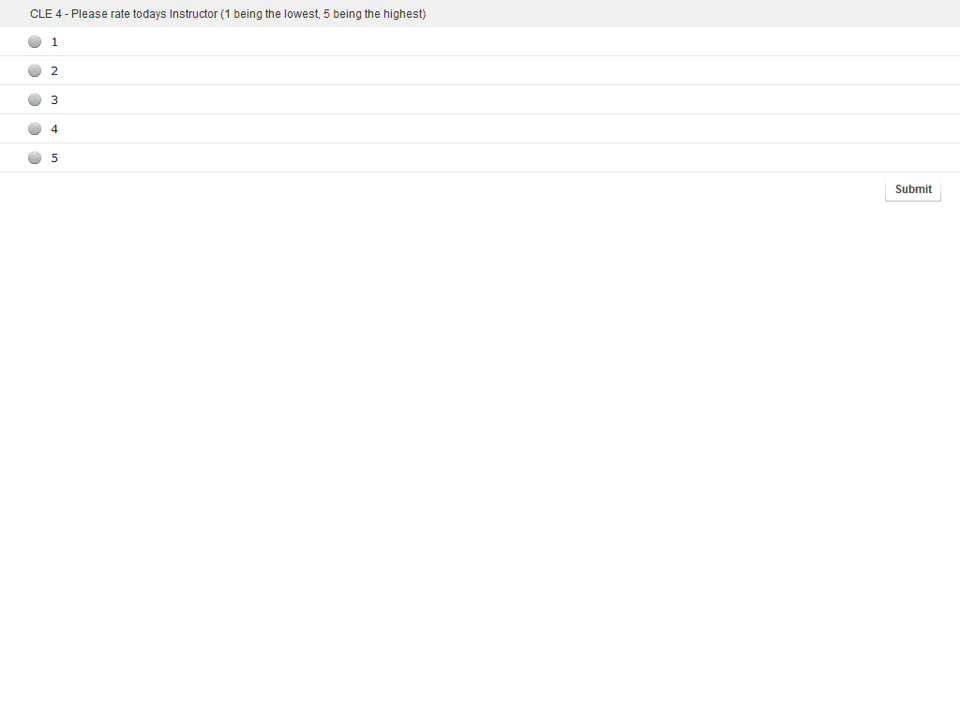 CLE 4 - Please rate todays Instructor (1 being the lowest, 5 being the highest)
1
2
3
4
5
Submit